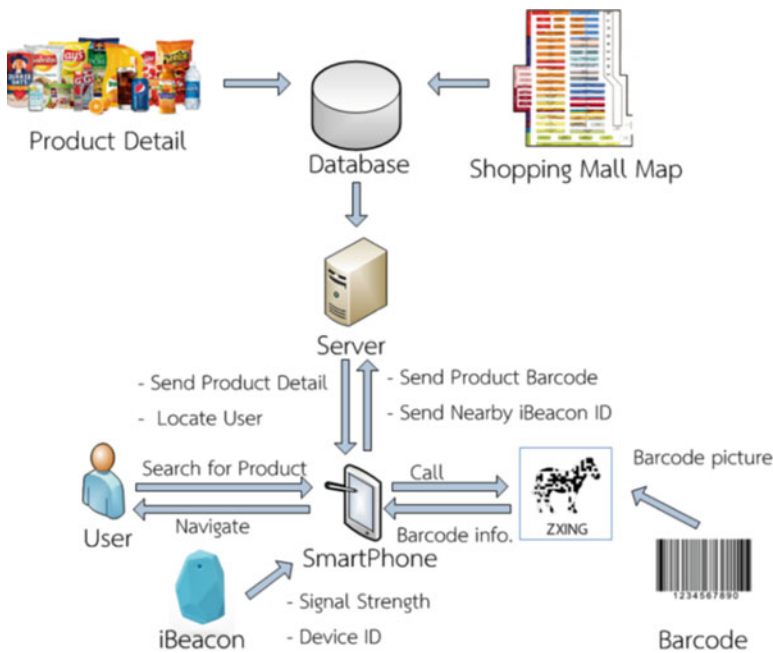 Product Detail
Database
Shopping Mall Map
Server
- Send Product Detail
- Locate User
- Send Product Barcode
- Send Nearby iBeacon ID
Search for Product
Navigate
User
Call
Barcode info.
SmartPhone
ZXING
Barcode picture
iBeacon
- Signal Strength
- Device ID
1234567890
Barcode